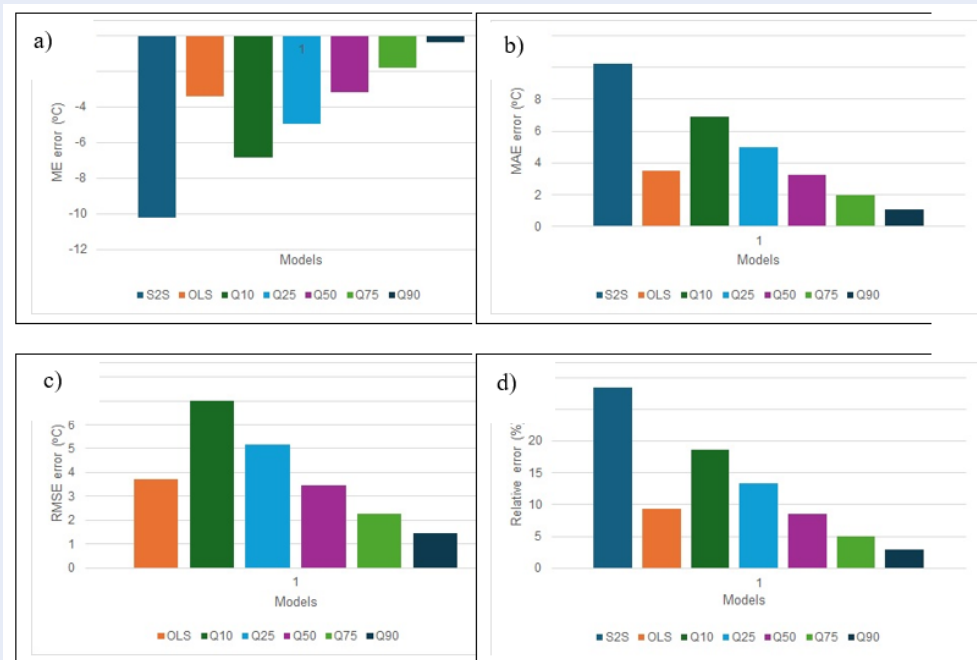 a)
1
-4
-6
-8
-10
-12
ME error (ºC)
Models
S2S OLS Q10 Q25 Q50 Q75 Q90
b)
8
6
4
2
0
MAE error (ºC)
1
Models
S2S OLS Q10 Q25 Q50 Q75 Q90
c)
6
5
4
3
2
1
0
RMSE error (ºC)
1
Models
OLS Q10 Q25 Q50 Q75 Q90
d)
20
15
10
5
0
Relative error (%)
1
Models
S2S OLS Q10 Q25 Q50 Q75 Q90